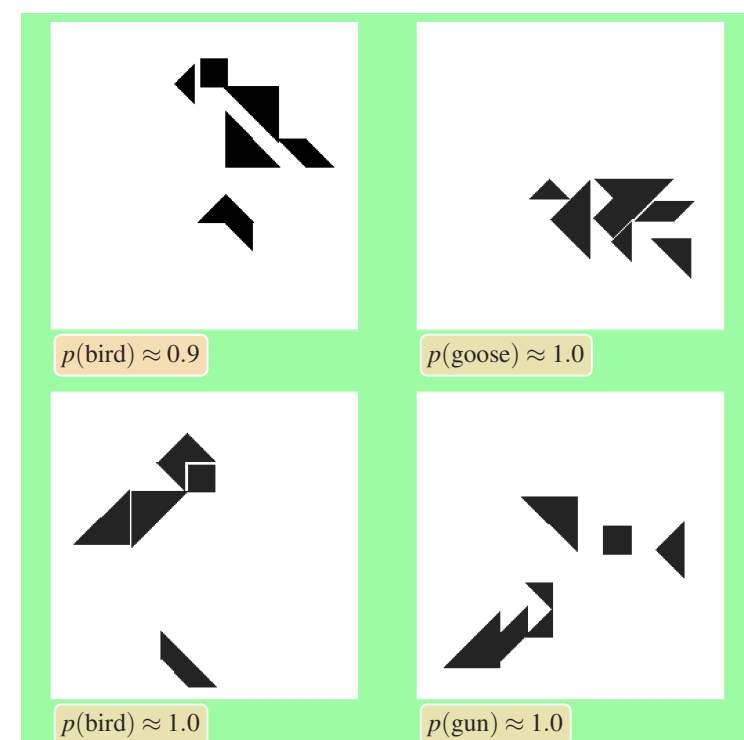 p(bird) ≈ 0.9
p(goose) ≈ 1.0
p(bird) ≈ 1.0
p(gun) ≈ 1.0